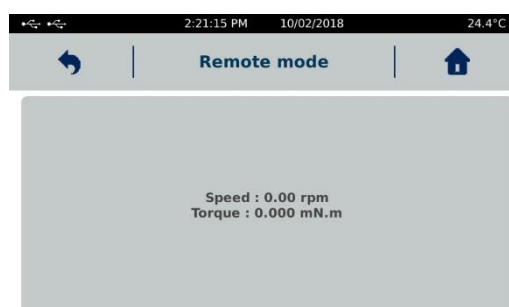 2:21:15 PM 10/02/2018 24.4°C
Remote mode
Speed : 0.00 rpm
Torque : 0.000 mN.m